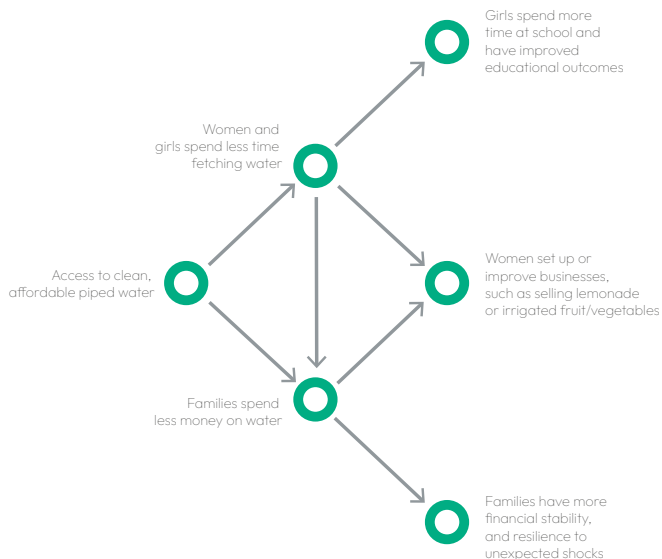 Girls spend more
time at school and
have improved
educational outcomes
Women and
girls spend less time
fetching water
Access to clean,
affordable piped water
Women set up or
improve businesses,
such as selling lemonade
or irrigated fruit/vegetables
Families spend
less money on water
Families have more
financial stability,
and resilience to
unexpected shocks